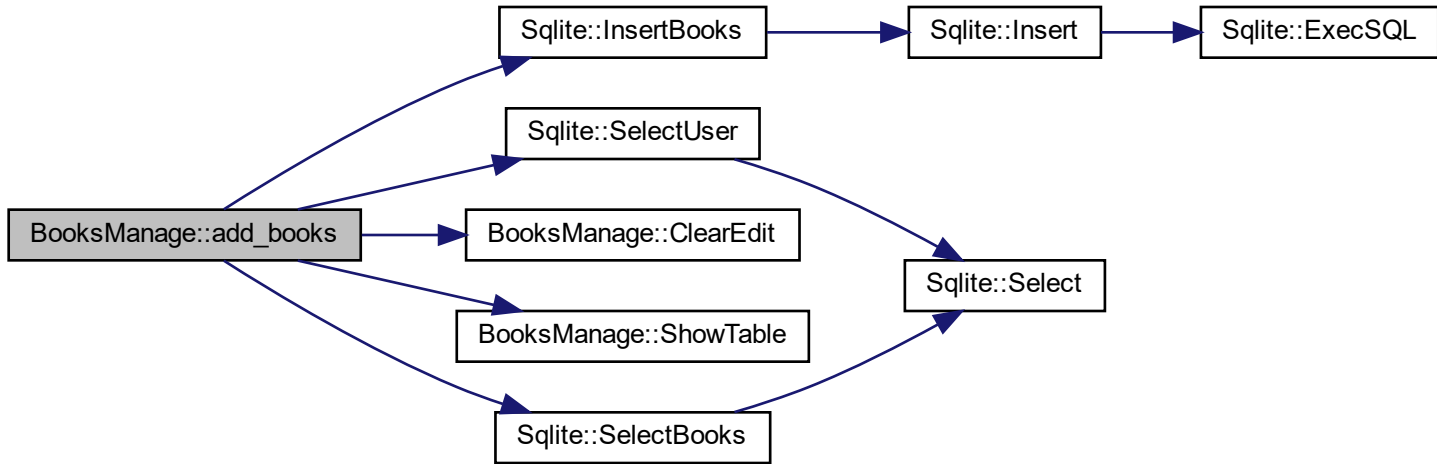 Sqlite::InsertBooks
Sqlite::Insert
Sqlite::ExecSQL
Sqlite::SelectUser
BooksManage::add_books
BooksManage::ClearEdit
Sqlite::Select
BooksManage::ShowTable
Sqlite::SelectBooks